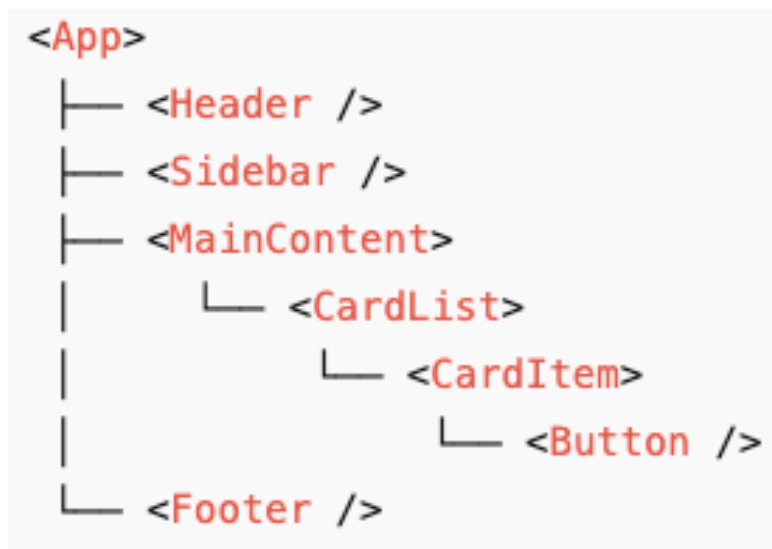 <App>
├── <Header />
├── <Sidebar />
├── <MainContent>
│     └── <CardList>
│          └── <CardItem>
│               └── <Button />
└── <Footer />